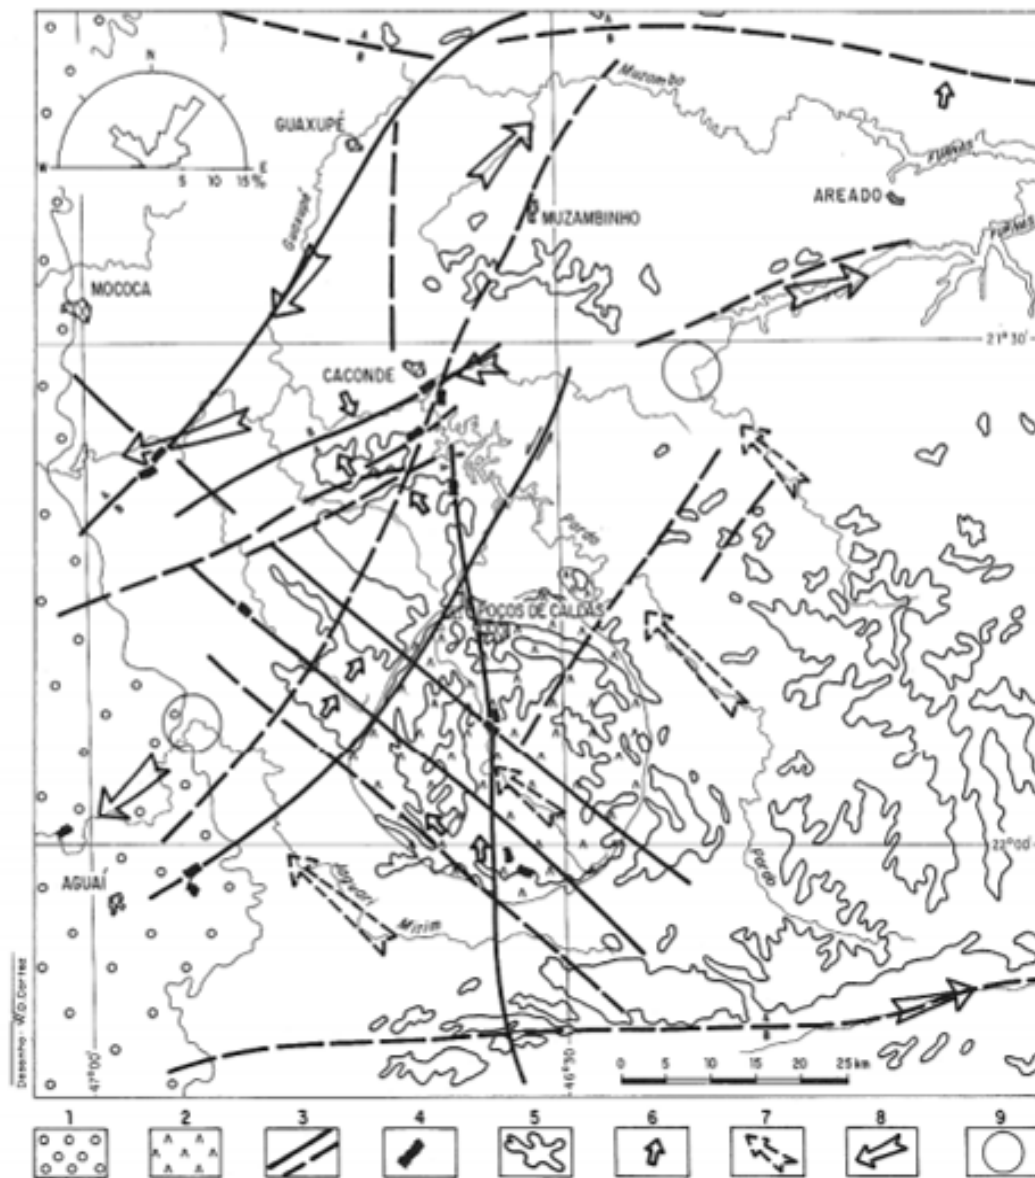 N
W
E
5 10 15%
A
B
A
B
Muzambo
GUAXUPÉ
Guaxupé
MUZAMBINHO
FURNAS
AREADO
FURNAS
MOCOCA
21°30'
CACONDE
Pardo
POÇOS DE CALDAS
22°00'
AGUAÍ
Jaguari
Mirim
Pardo
A
B
Desenho - W.D.Cortez
47°00'
46°30'
0 5 10 15 20 25 km
1 2 3 4 5 6 7 8 9